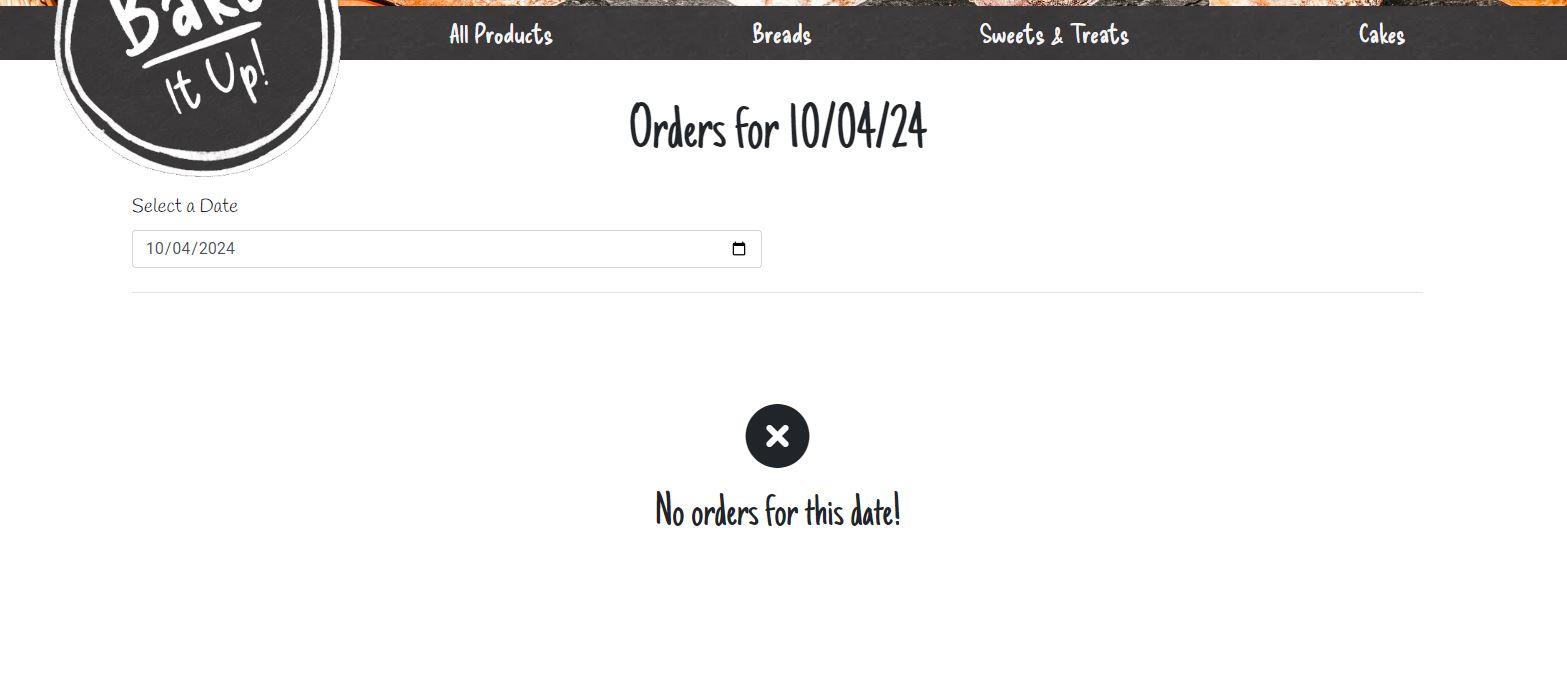 It Up!
All Products
Breads
Sweets & Treats
Cakes
Orders for 10/04/24
Select a Date
10/04/2024
No orders for this date!